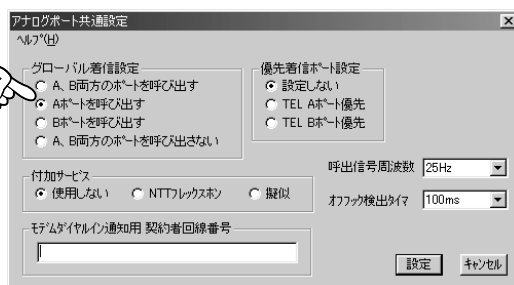 アナログポート共通設定
ヘルプ(H)
グローバル着信設定
A、B両方のポートを呼び出す
Aポートを呼び出す
Bポートを呼び出す
A、B両方のポートを呼び出さない
優先着信ポート設定
設定しない
TEL Aポート優先
TEL Bポート優先
付加サービス
使用しない NTTフレックスホン 擬似
呼出信号周波数 25Hz
オフフック検出タイマ 100ms
モデムダイヤルイン通知用 契約者回線番号
設定 キャンセル